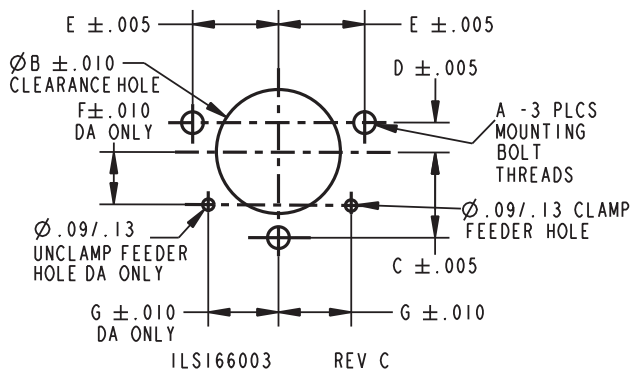 E ±.005
E ±.005
ØB ±.010
CLEARANCE HOLE
D ±.005
F±.010
DA ONLY
A -3 PLCS
MOUNTING
BOLT
THREADS
Ø.09/.13
UNCLAMP FEEDER
HOLE DA ONLY
Ø.09/.13 CLAMP
FEEDER HOLE
C ±.005
G ±.010
DA ONLY
G ±.010
ILS166003 REV C